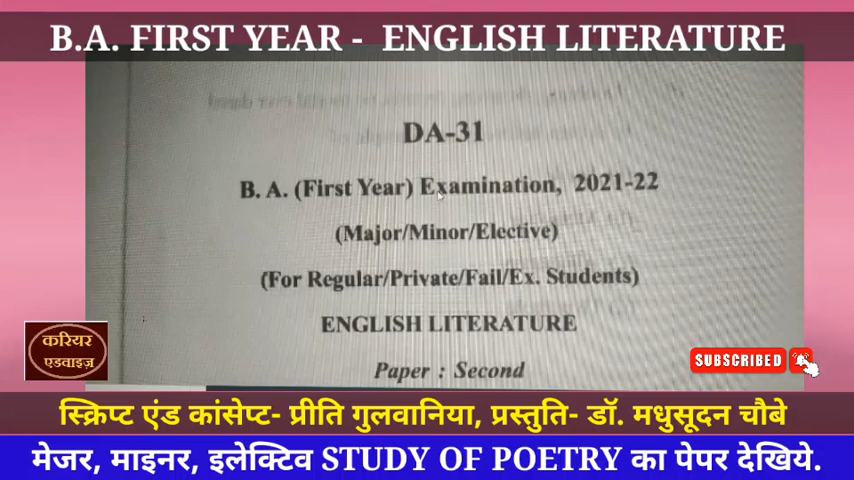 B.A. FIRST YEAR - ENGLISH LITERATURE
DA-31
B. A. (First Year) Examination, 2021-22
(Major/Minor/Elective)
(For Regular/Private/Fail/Ex. Students)
ENGLISH LITERATURE
Paper : Second
करियर
एडवाइज़
SUBSCRIBED
स्क्रिप्ट एंड कांसेप्ट- प्रीति गुलवानिया, प्रस्तुति- डॉ. मधुसूदन चौबे
मेजर, माइनर, इलेक्टिव STUDY OF POETRY का पेपर देखिये.